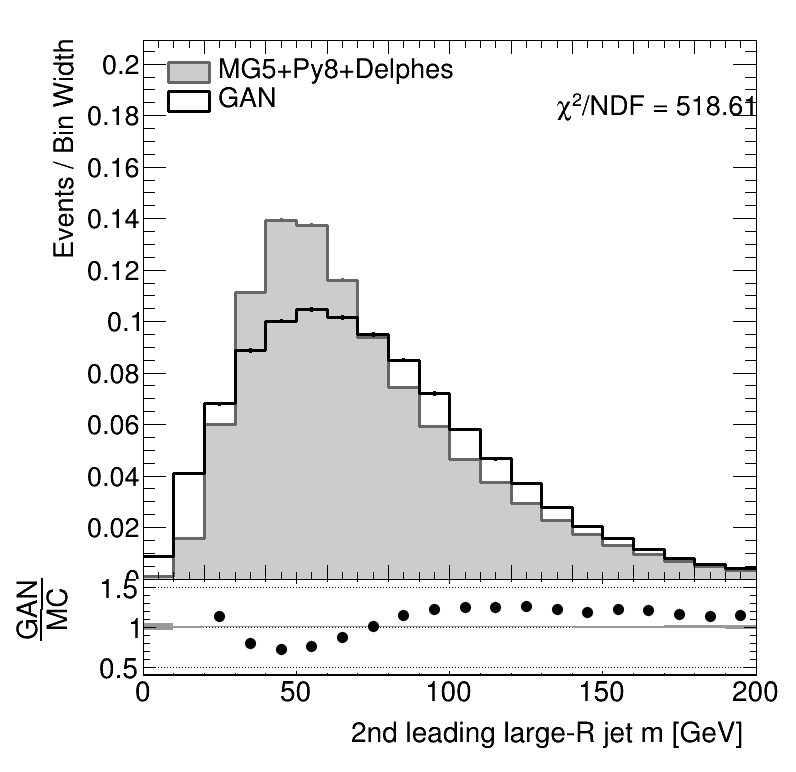 Events / Bin Width
0.2
0.18
0.16
0.14
0.12
0.1
0.08
0.06
0.04
0.02
0
MG5+Py8+Delphes
GAN
χ²/NDF = 518.61
GAN
MC
1.5
1
0.5
0 50 100 150 200
2nd leading large-R jet m [GeV]